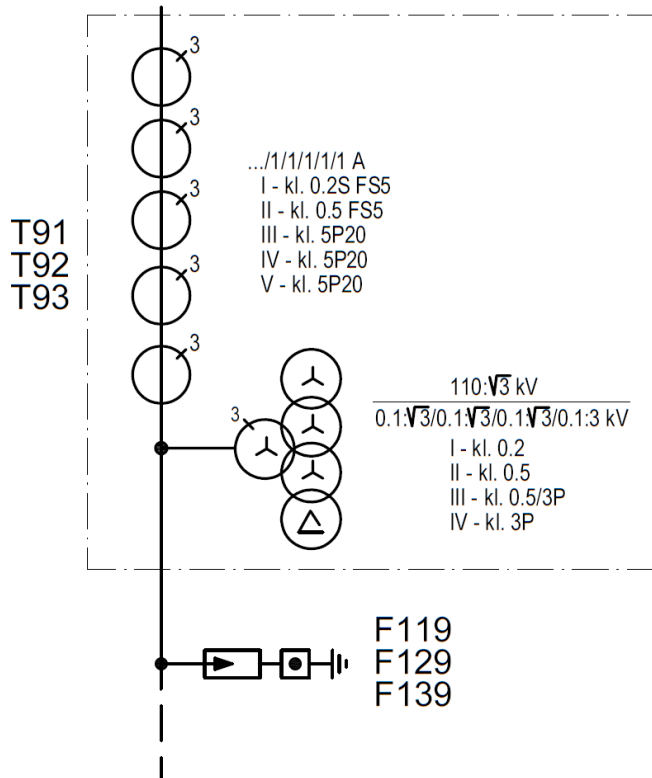 3
3
3
3
3
T91
T92
T93
.../1/1/1/1/1 A
I - kl. 0.2S FS5
II - kl. 0.5 FS5
III - kl. 5P20
IV - kl. 5P20
V - kl. 5P20
3
110:√3 kV
0.1:√3/0.1:√3/0.1:√3/0.1:3 kV
I - kl. 0.2
II - kl. 0.5
III - kl. 0.5/3P
IV - kl. 3P
F119
F129
F139